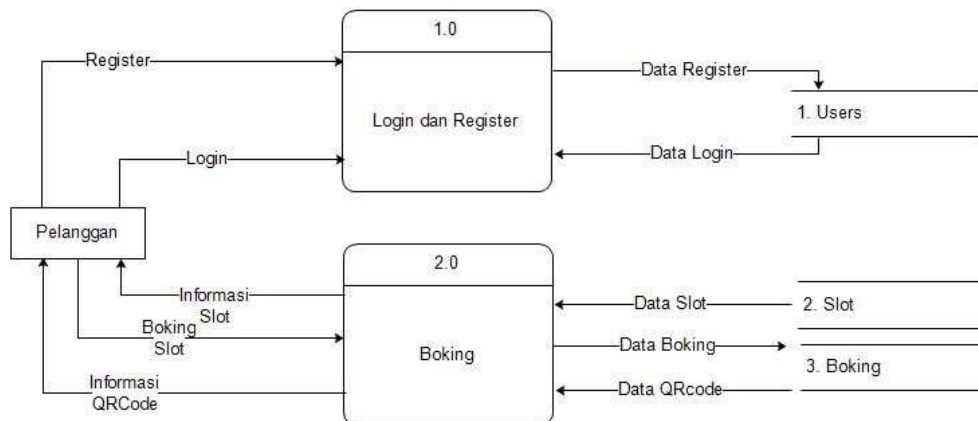 1.0
Register
Data Register
1. Users
Login dan Register
Login
Data Login
Pelanggan
2.0
Informasi
Slot
Data Slot
2. Slot
Boking
Slot
Boking
Data Boking
3. Boking
Informasi
QRCode
Data QRcode